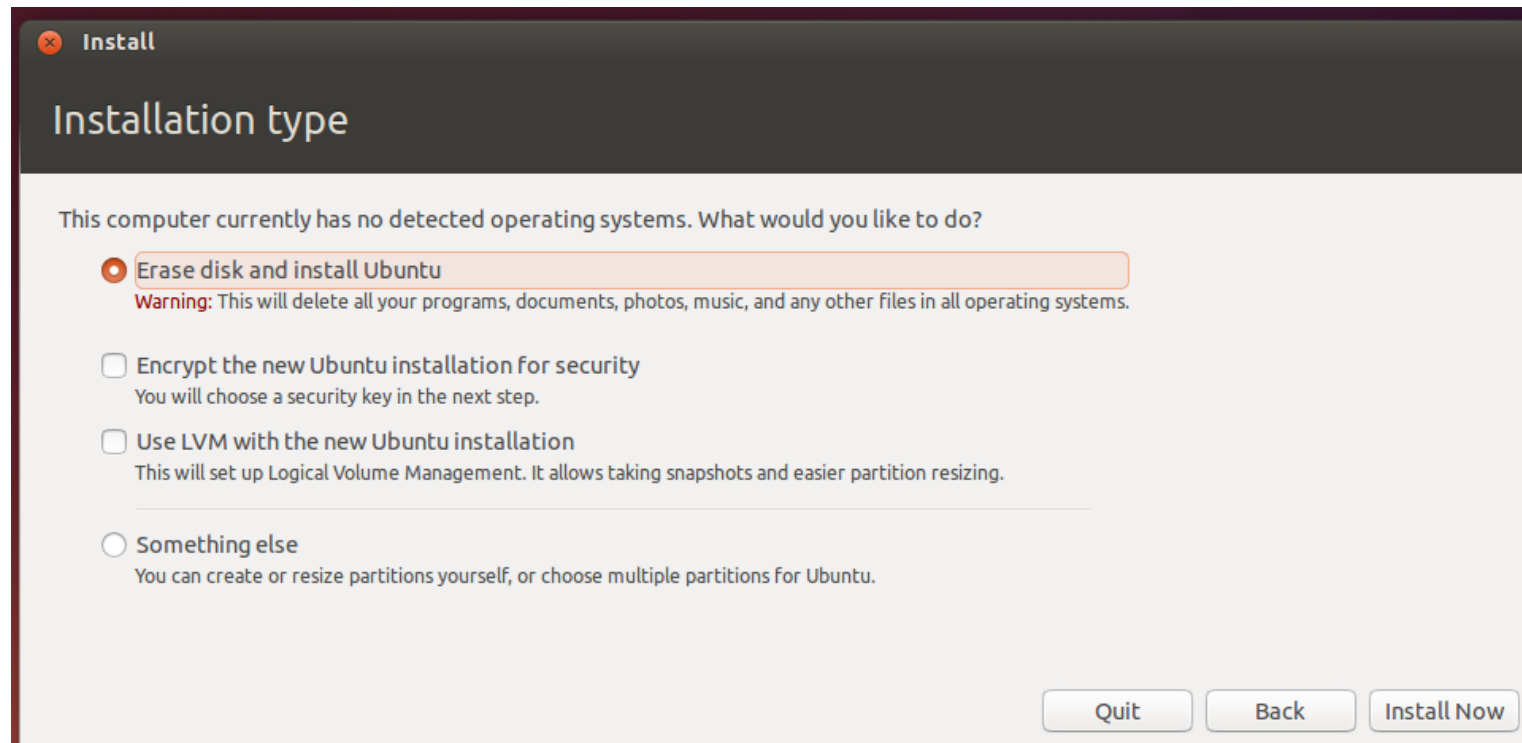 Install
Installation type
This computer currently has no detected operating systems. What would you like to do?
Erase disk and install Ubuntu
Warning: This will delete all your programs, documents, photos, music, and any other files in all operating systems.
Encrypt the new Ubuntu installation for security
You will choose a security key in the next step.
Use LVM with the new Ubuntu installation
This will set up Logical Volume Management. It allows taking snapshots and easier partition resizing.
Something else
You can create or resize partitions yourself, or choose multiple partitions for Ubuntu.
Quit Back Install Now